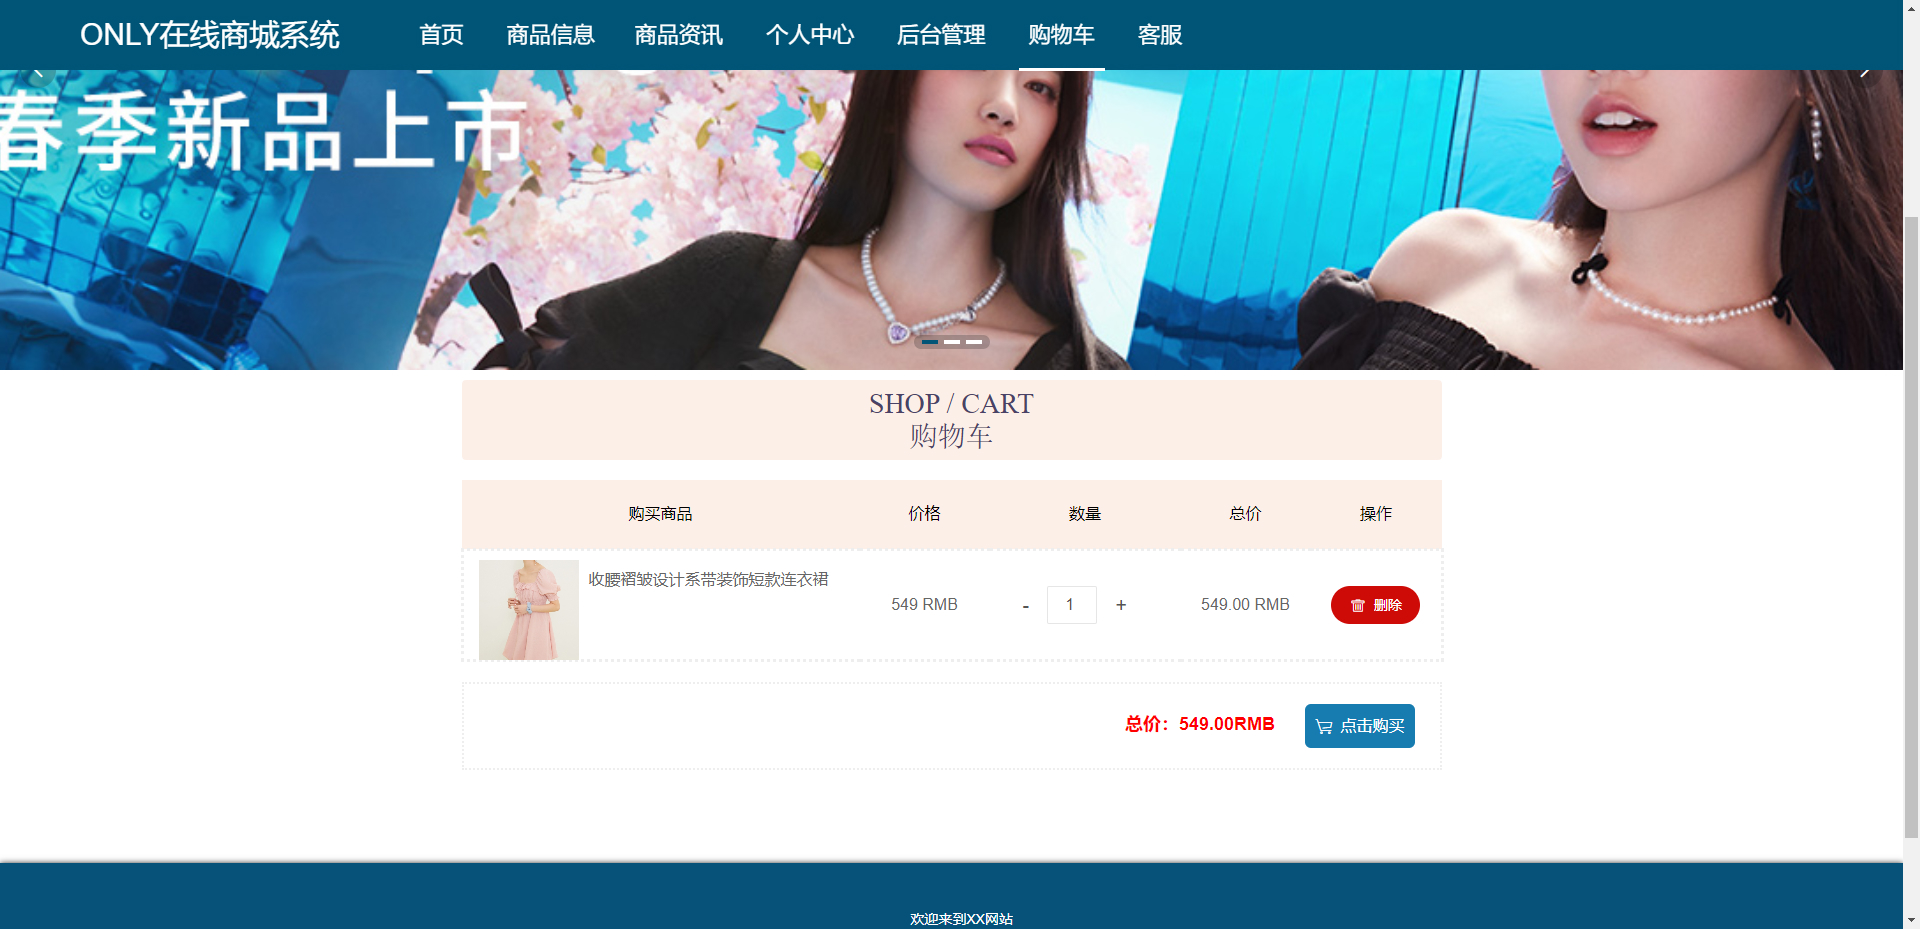 ONLY在线商城系统 首页 商品信息 商品资讯 个人中心 后台管理 购物车 客服
春季新品上市
SHOP / CART
购物车
购买商品 价格 数量 总价 操作
收腰褶皱设计系带装饰短款连衣裙
549 RMB - 1 + 549.00 RMB 删除
总价：549.00RMB 点击购买
欢迎来到XX网站